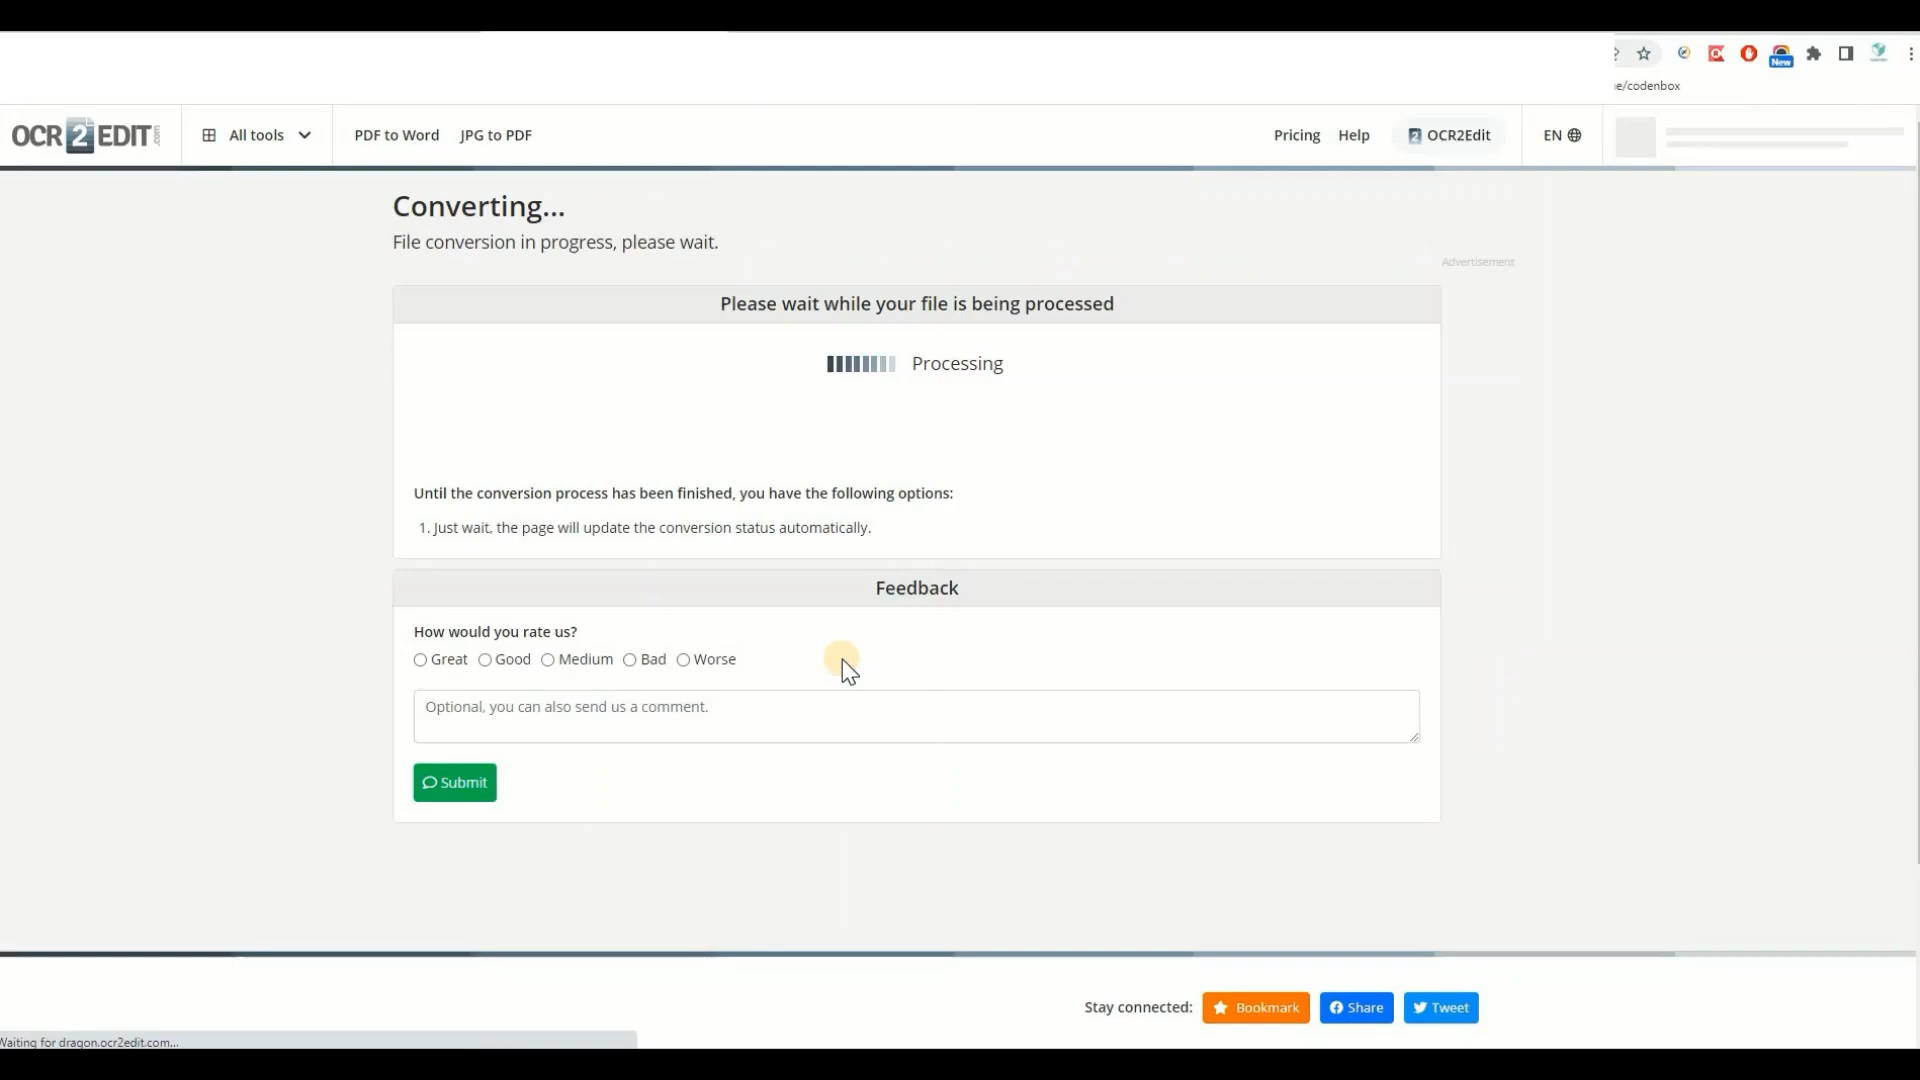 e/codenbox
New
OCR2EDIT.com
All tools
PDF to Word
JPG to PDF
Pricing
Help
2 OCR2Edit
EN
Converting...
File conversion in progress, please wait.
Advertisement
Please wait while your file is being processed
Processing
Until the conversion process has been finished, you have the following options:
1. Just wait, the page will update the conversion status automatically.
Feedback
How would you rate us?
Great Good Medium Bad Worse
Optional, you can also send us a comment.
Submit
Stay connected: Bookmark Share Tweet
Waiting for dragon.ocr2edit.com...